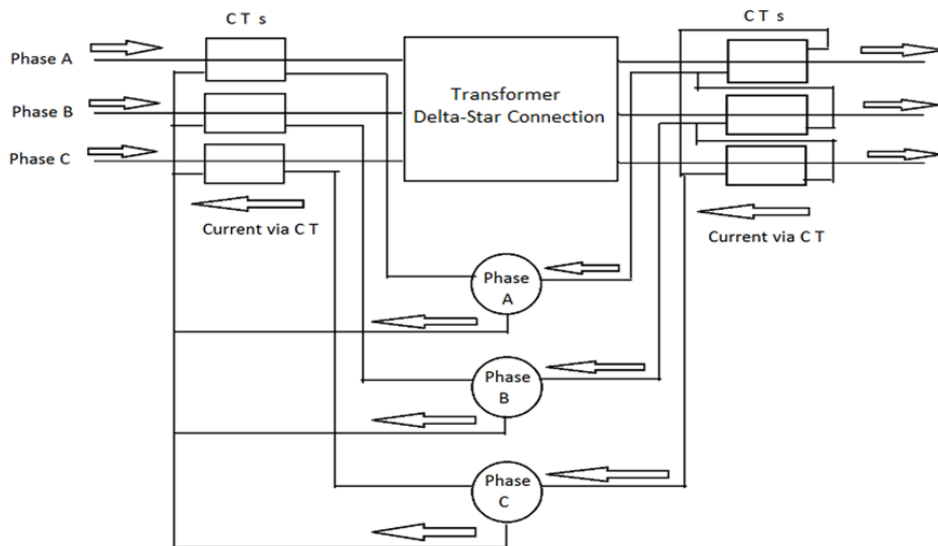 C T s
C T s
Phase A
Transformer
Delta-Star Connection
Phase B
Phase C
Current via C T
Current via C T
Phase
A
Phase
B
Phase
C